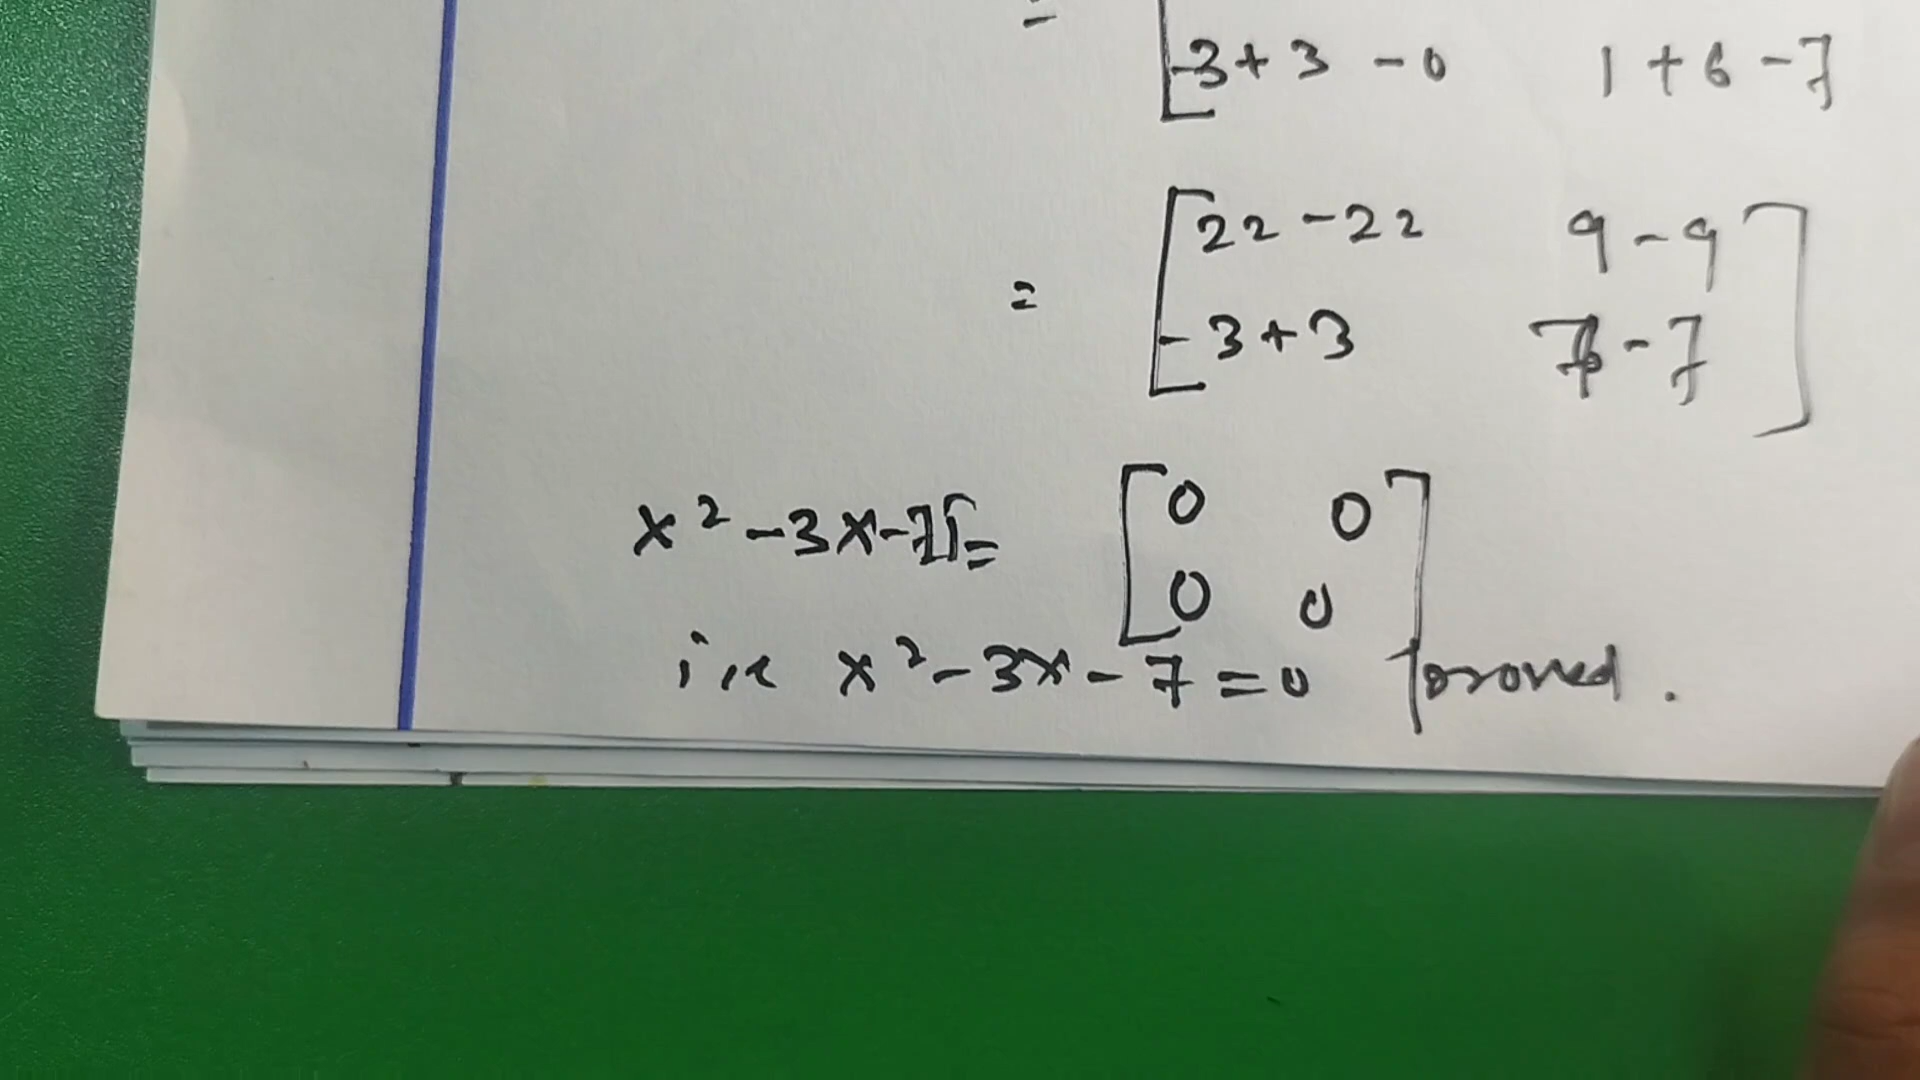 = [ -3+3-0 1+6-7
= [ 22-22 9-9 ]
-3+3 7-7
x² -3x-7I= [ 0 0 ]
0 0
i.e x²-3x-7=0 proved.